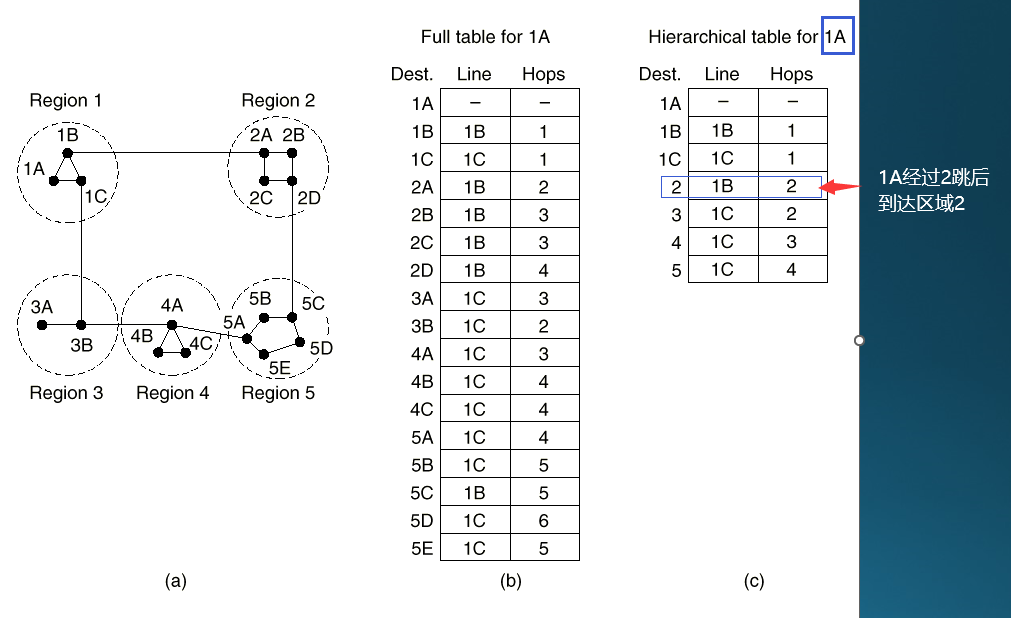 Region 1
Region 2
1B
1A
1C
2A 2B
2C 2D
3A
3B
4A
4B
4C
5A
5B
5C
5D
5E
Region 3
Region 4
Region 5
(a)
Full table for 1A
Dest. Line Hops
1A – –
1B 1B 1
1C 1C 1
2A 1B 2
2B 1B 3
2C 1B 3
2D 1B 4
3A 1C 3
3B 1C 2
4A 1C 3
4B 1C 4
4C 1C 4
5A 1C 4
5B 1C 5
5C 1B 5
5D 1C 6
5E 1C 5
(b)
Hierarchical table for 1A
Dest. Line Hops
1A – –
1B 1B 1
1C 1C 1
2 1B 2
3 1C 2
4 1C 3
5 1C 4
(c)
1A经过2跳后
到达区域2